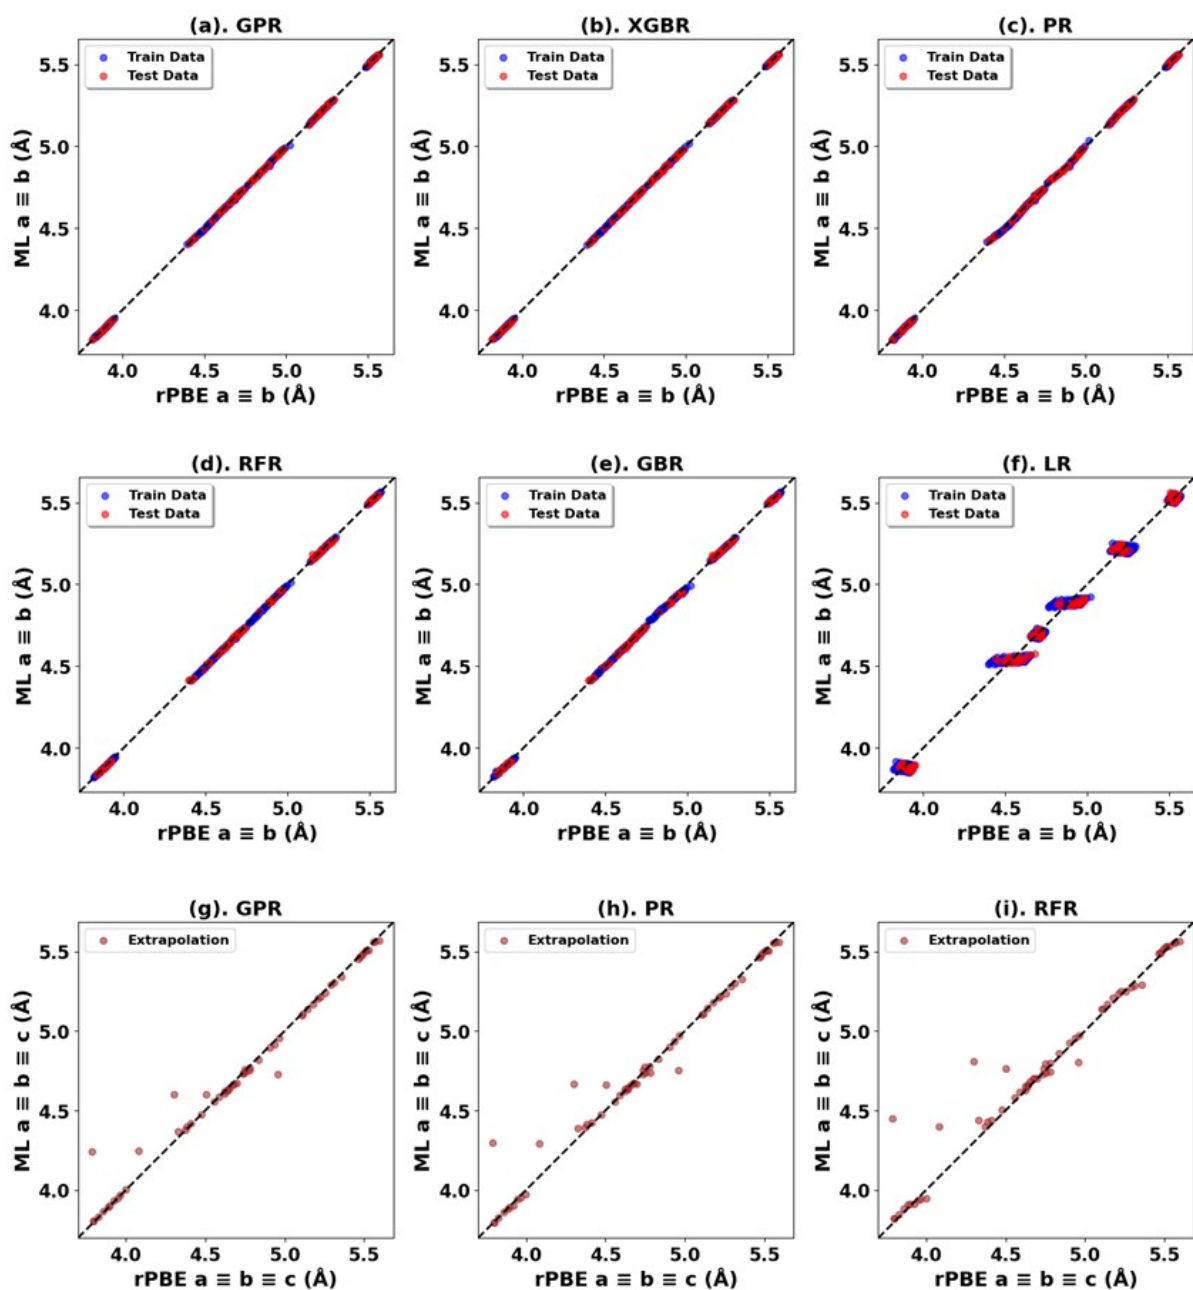 (a). GPR
Train Data
Test Data
5.5
5.0
4.5
4.0
ML a ≡ b (Å)
4.0 4.5 5.0 5.5
rPBE a ≡ b (Å)
(b). XGBR
Train Data
Test Data
5.5
5.0
4.5
4.0
ML a ≡ b (Å)
4.0 4.5 5.0 5.5
rPBE a ≡ b (Å)
(c). PR
Train Data
Test Data
5.5
5.0
4.5
4.0
ML a ≡ b (Å)
4.0 4.5 5.0 5.5
rPBE a ≡ b (Å)
(d). RFR
Train Data
Test Data
5.5
5.0
4.5
4.0
ML a ≡ b (Å)
4.0 4.5 5.0 5.5
rPBE a ≡ b (Å)
(e). GBR
Train Data
Test Data
5.5
5.0
4.5
4.0
ML a ≡ b (Å)
4.0 4.5 5.0 5.5
rPBE a ≡ b (Å)
(f). LR
Train Data
Test Data
5.5
5.0
4.5
4.0
ML a ≡ b (Å)
4.0 4.5 5.0 5.5
rPBE a ≡ b (Å)
(g). GPR
Extrapolation
5.5
5.0
4.5
4.0
ML a ≡ b ≡ c (Å)
4.0 4.5 5.0 5.5
rPBE a ≡ b ≡ c (Å)
(h). PR
Extrapolation
5.5
5.0
4.5
4.0
ML a ≡ b ≡ c (Å)
4.0 4.5 5.0 5.5
rPBE a ≡ b ≡ c (Å)
(i). RFR
Extrapolation
5.5
5.0
4.5
4.0
ML a ≡ b ≡ c (Å)
4.0 4.5 5.0 5.5
rPBE a ≡ b ≡ c (Å)